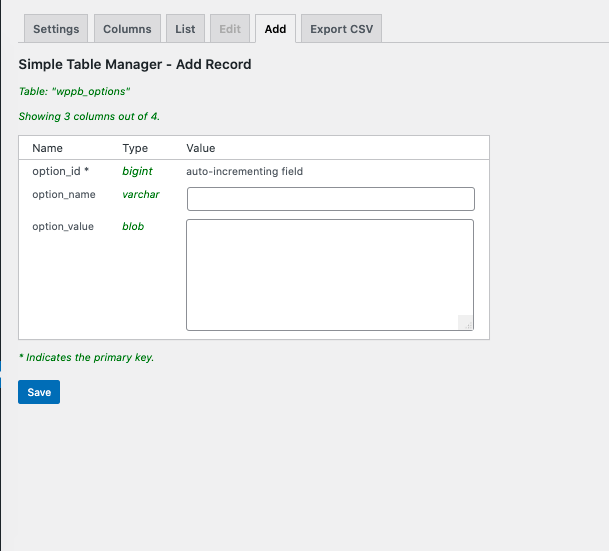 Settings Columns List Edit Add Export CSV
Simple Table Manager - Add Record
Table: "wppb_options"
Showing 3 columns out of 4.
Name Type Value
option_id * bigint auto-incrementing field
option_name varchar
option_value blob
* Indicates the primary key.
Save